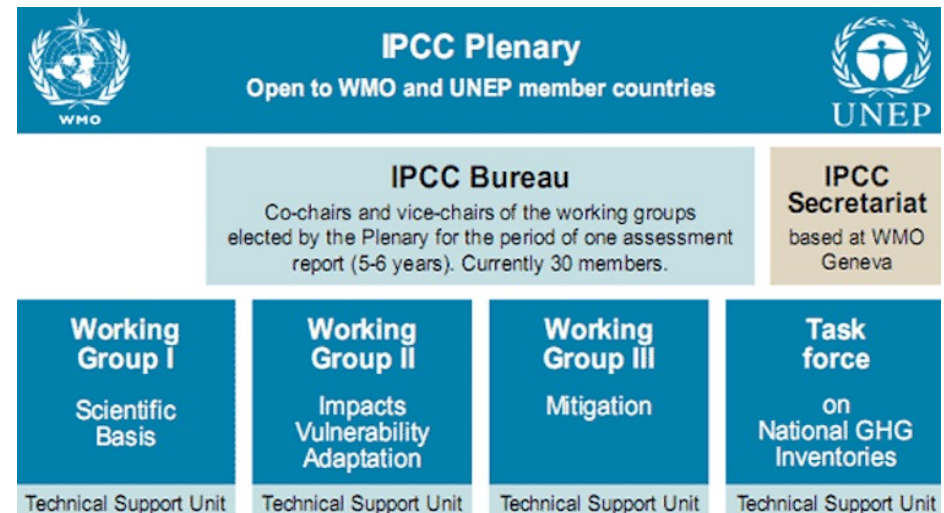 WMO
IPCC Plenary
Open to WMO and UNEP member countries
UNEP
IPCC Bureau
Co-chairs and vice-chairs of the working groups
elected by the Plenary for the period of one assessment
report (5-6 years). Currently 30 members.
IPCC
Secretariat
based at WMO
Geneva
Working
Group I
Scientific
Basis
Technical Support Unit
Working
Group II
Impacts
Vulnerability
Adaptation
Technical Support Unit
Working
Group III
Mitigation
Technical Support Unit
Task
force
on
National GHG
Inventories
Technical Support Unit